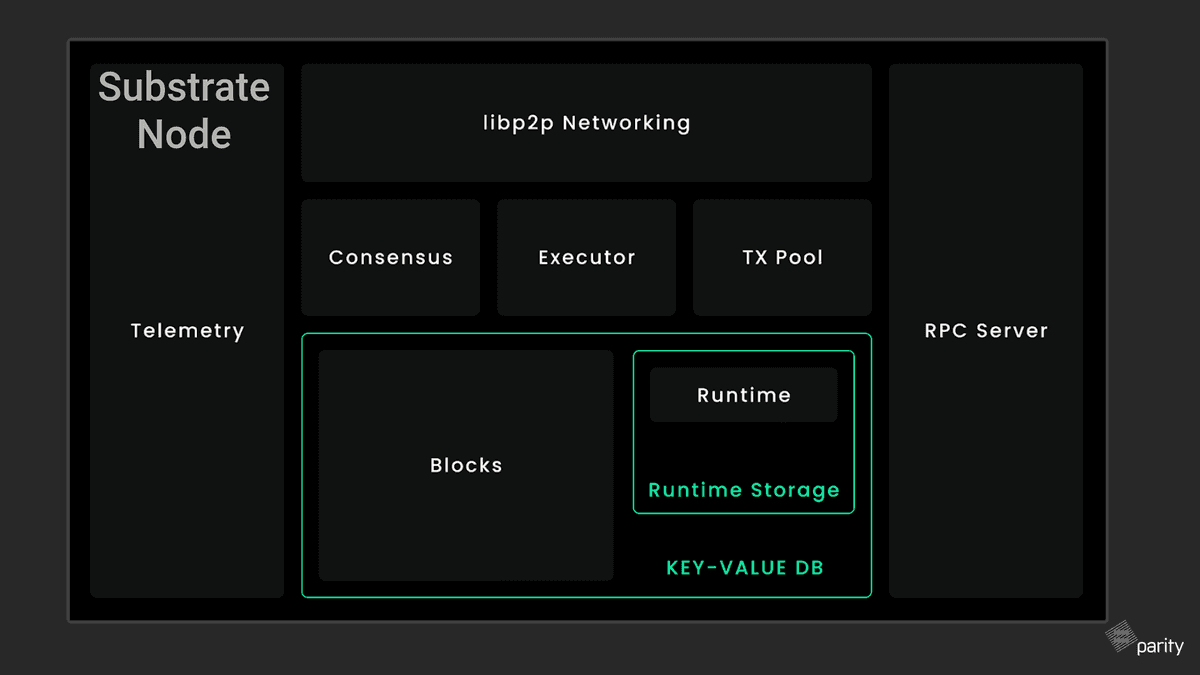 Substrate
Node
libp2p Networking
Consensus
Executor
TX Pool
Telemetry
RPC Server
Runtime
Blocks
Runtime Storage
KEY-VALUE DB
parity